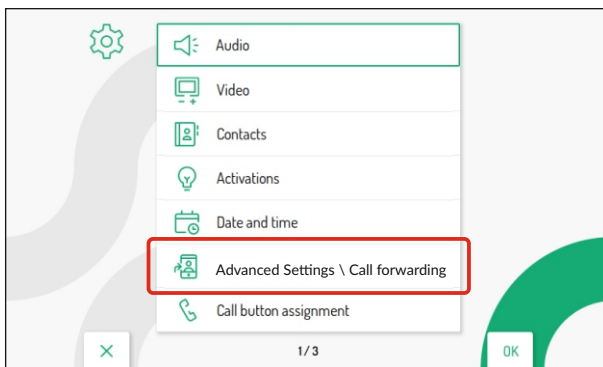 Audio
Video
Contacts
Activations
Date and time
Advanced Settings \ Call forwarding
Call button assignment
1/3
OK